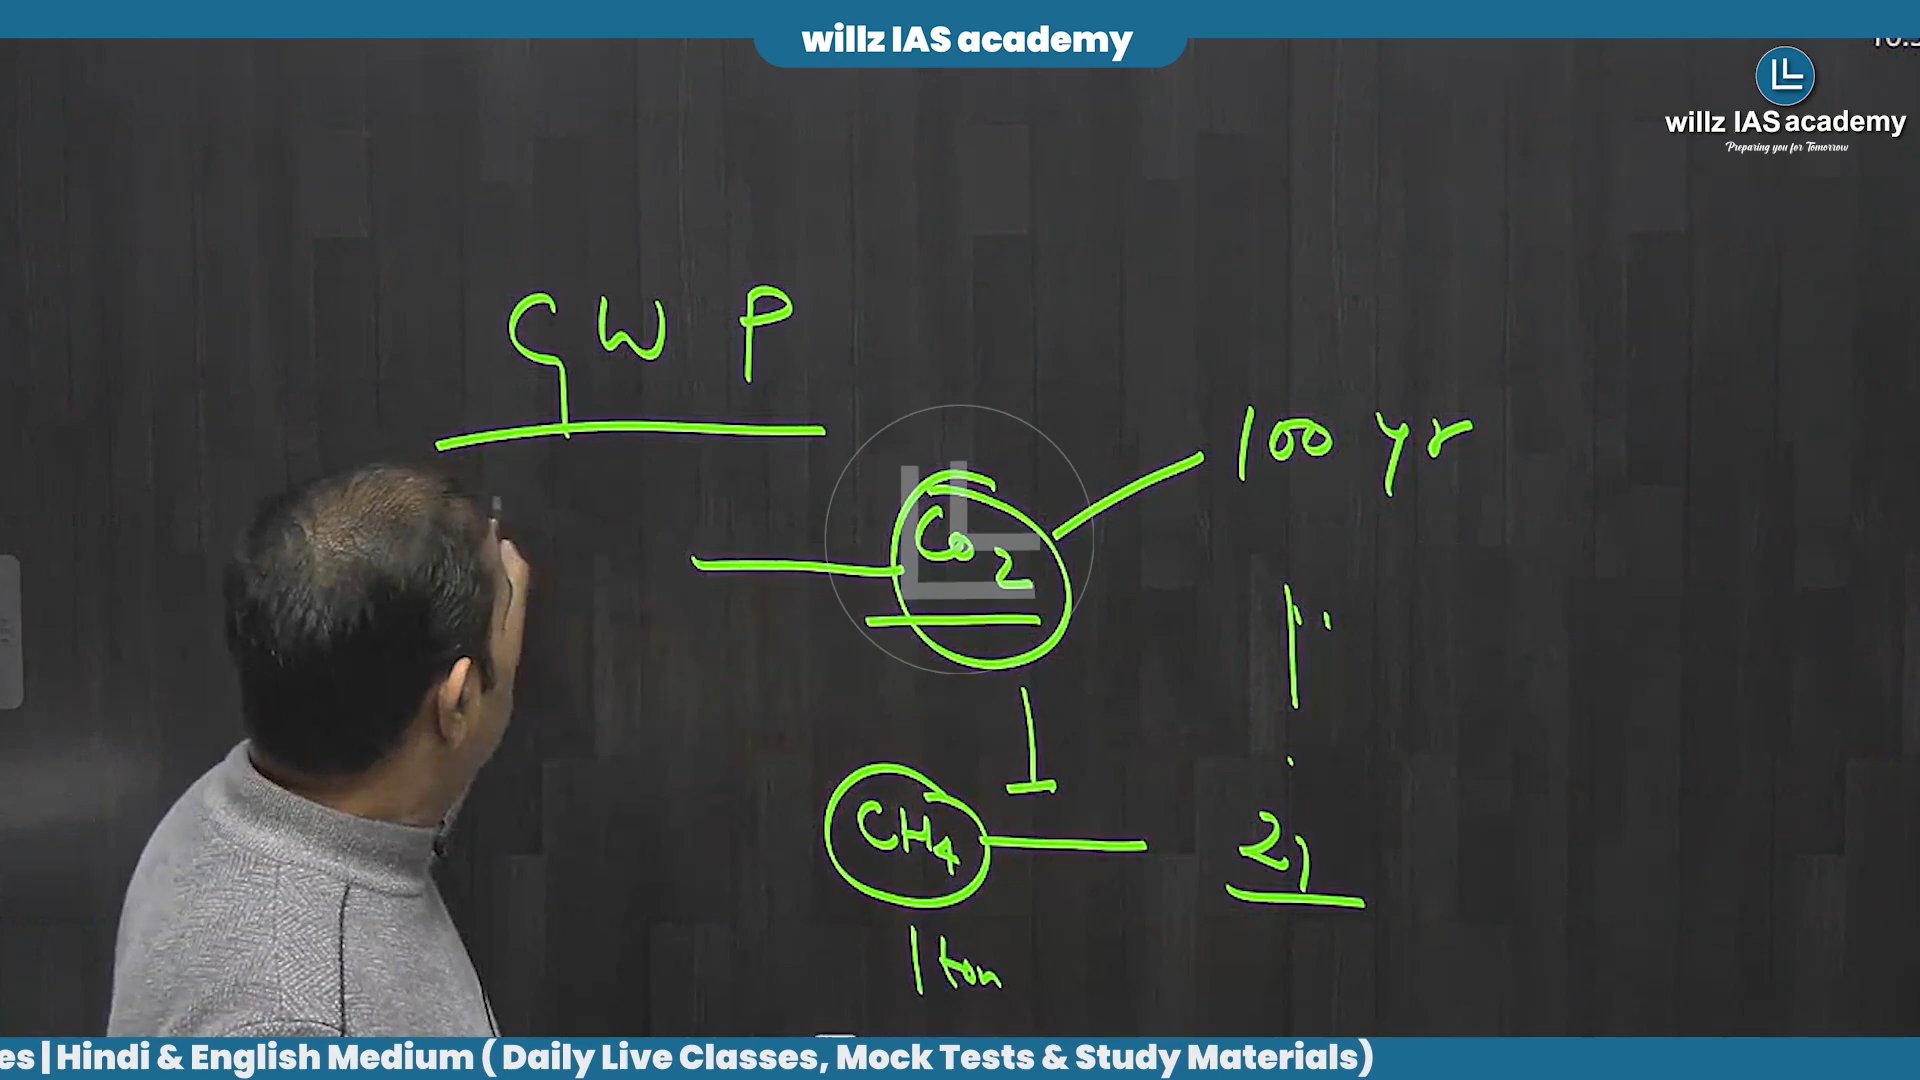 willz IAS academy
willz IAS academy
Preparing you for Tomorrow
GWP
100 yr
CO2
1
CH4
21
1 ton
es | Hindi & English Medium ( Daily Live Classes, Mock Tests & Study Materials)